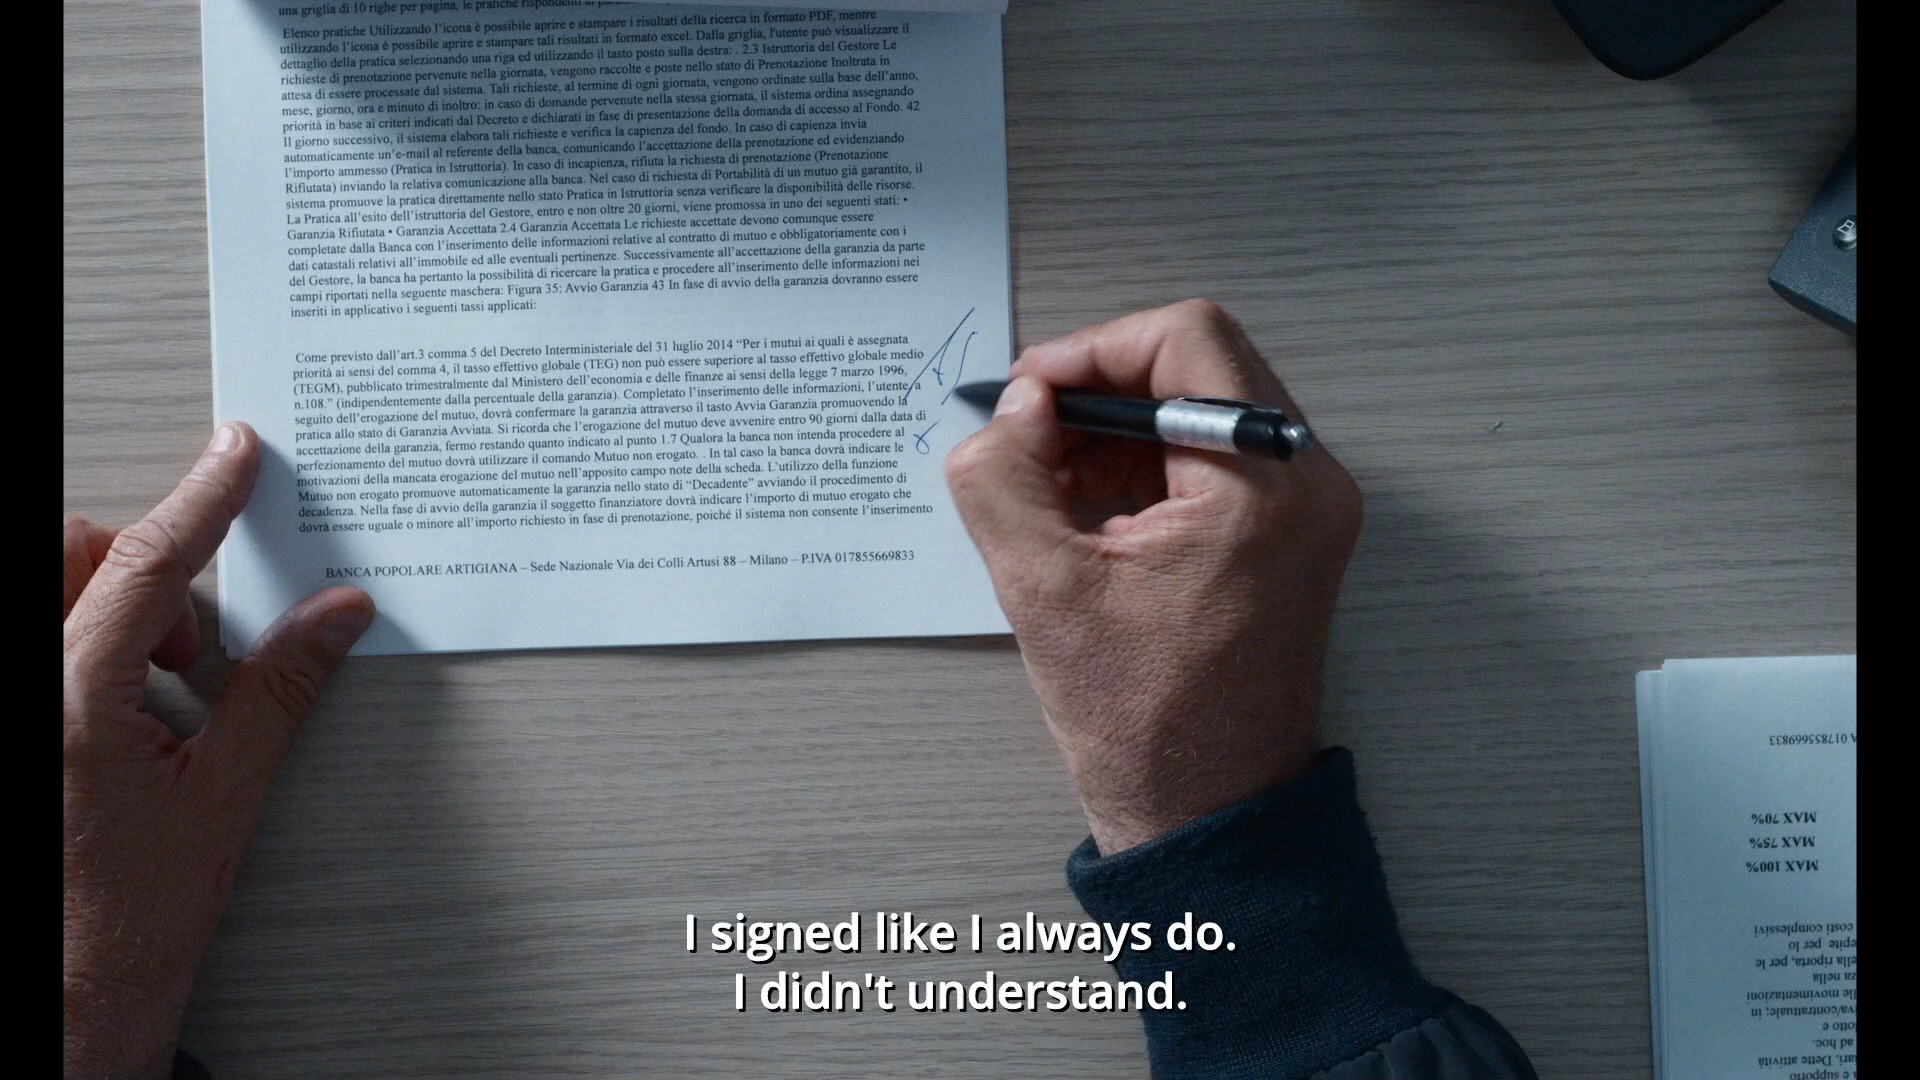 una griglia di 10 righe per pagina, le pratiche rispondenti ai
Elenco pratiche Utilizzando l'icona è possibile aprire e stampare i risultati della ricerca in formato PDF, mentre
utilizzando l'icona è possibile aprire e stampare tali risultati in formato excel. Dalla griglia, l'utente può visualizzare il
dettaglio della pratica selezionando una riga ed utilizzando il tasto posto sulla destra: . 2.3 Istruttoria del Gestore Le
richieste di prenotazione pervenute nella giornata, vengono raccolte e poste nello stato di Prenotazione Inoltrata in
attesa di essere processate dal sistema. Tali richieste, al termine di ogni giornata, vengono ordinate sulla base dell'anno,
mese, giorno, ora e minuto di inoltro: in caso di domande pervenute nella stessa giornata, il sistema ordina assegnando
priorità in base ai criteri indicati dal Decreto e dichiarati in fase di presentazione della domanda di accesso al Fondo. 42
Il giorno successivo, il sistema elabora tali richieste e verifica la capienza del fondo. In caso di capienza invia
automaticamente un'e-mail al referente della banca, comunicando l'accettazione della prenotazione ed evidenziando
l'importo ammesso (Pratica in Istruttoria). In caso di incapienza, rifiuta la richiesta di prenotazione (Prenotazione
Rifiutata) inviando la relativa comunicazione alla banca. Nel caso di richiesta di Portabilità di un mutuo già garantito, il
sistema promuove la pratica direttamente nello stato Pratica in Istruttoria senza verificare la disponibilità delle risorse.
La Pratica all'esito dell'istruttoria del Gestore, entro e non oltre 20 giorni, viene promossa in uno dei seguenti stati: •
Garanzia Rifiutata • Garanzia Accettata 2.4 Garanzia Accettata Le richieste accettate devono comunque essere
completate dalla Banca con l'inserimento delle informazioni relative al contratto di mutuo e obbligatoriamente con i
dati catastali relativi all'immobile ed alle eventuali pertinenze. Successivamente all'accettazione della garanzia da parte
del Gestore, la banca ha pertanto la possibilità di ricercare la pratica e procedere all'inserimento delle informazioni nei
campi riportati nella seguente maschera: Figura 35: Avvio Garanzia 43 In fase di avvio della garanzia dovranno essere
inseriti in applicativo i seguenti tassi applicati:
Come previsto dall'art.3 comma 5 del Decreto Interministeriale del 31 luglio 2014 “Per i mutui ai quali è assegnata
priorità ai sensi del comma 4, il tasso effettivo globale (TEG) non può essere superiore al tasso effettivo globale medio
(TEGM), pubblicato trimestralmente dal Ministero dell'economia e delle finanze ai sensi della legge 7 marzo 1996,
n.108.” (indipendentemente dalla percentuale della garanzia). Completato l'inserimento delle informazioni, l'utente, a
seguito dell'erogazione del mutuo, dovrà confermare la garanzia attraverso il tasto Avvia Garanzia promuovendo la
pratica allo stato di Garanzia Avviata. Si ricorda che l'erogazione del mutuo deve avvenire entro 90 giorni dalla data di
accettazione della garanzia, fermo restando quanto indicato al punto 1.7 Qualora la banca non intenda procedere al
perfezionamento del mutuo dovrà utilizzare il comando Mutuo non erogato. . In tal caso la banca dovrà indicare le
motivazioni della mancata erogazione del mutuo nell'apposito campo note della scheda. L'utilizzo della funzione
Mutuo non erogato promuove automaticamente la garanzia nello stato di “Decadente” avviando il procedimento di
decadenza. Nella fase di avvio della garanzia il soggetto finanziatore dovrà indicare l'importo di mutuo erogato che
dovrà essere uguale o minore all'importo richiesto in fase di prenotazione, poiché il sistema non consente l'inserimento
BANCA POPOLARE ARTIGIANA – Sede Nazionale Via dei Colli Artusi 88 – Milano – P.IVA 017855669833
B
A 01785669833
MAX 70%
MAX 75%
MAX 100%
costi complessivi
per lo
riporta, per le
nella
movimentazioni
in
e
ad hoc.
Dette attività
e supporto
I signed like I always do.
I didn't understand.